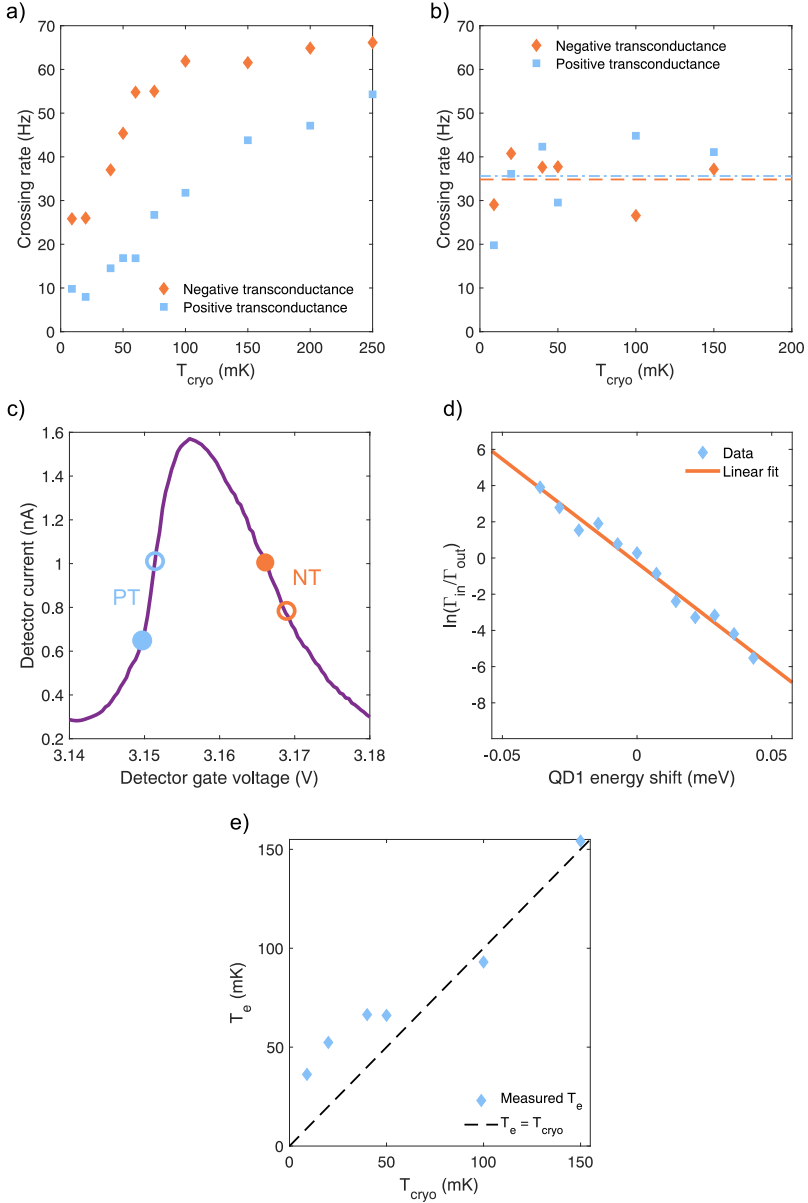 a)
70
60
50
40
30
20
10
0
Crossing rate (Hz)
Negative transconductance
Positive transconductance
0 50 100 150 200 250
T_cryo (mK)
b)
70
60
50
40
30
20
10
0
Crossing rate (Hz)
Negative transconductance
Positive transconductance
0 50 100 150 200
T_cryo (mK)
c)
1.6
1.4
1.2
1
0.8
0.6
0.4
0.2
Detector current (nA)
PT
NT
3.14 3.15 3.16 3.17 3.18
Detector gate voltage (V)
d)
6
4
2
0
-2
-4
-6
-8
ln(Γ_in/Γ_out)
Data
Linear fit
-0.05 0 0.05
QD1 energy shift (meV)
e)
150
100
50
0
T_e (mK)
Measured T_e
T_e = T_cryo
0 50 100 150
T_cryo (mK)